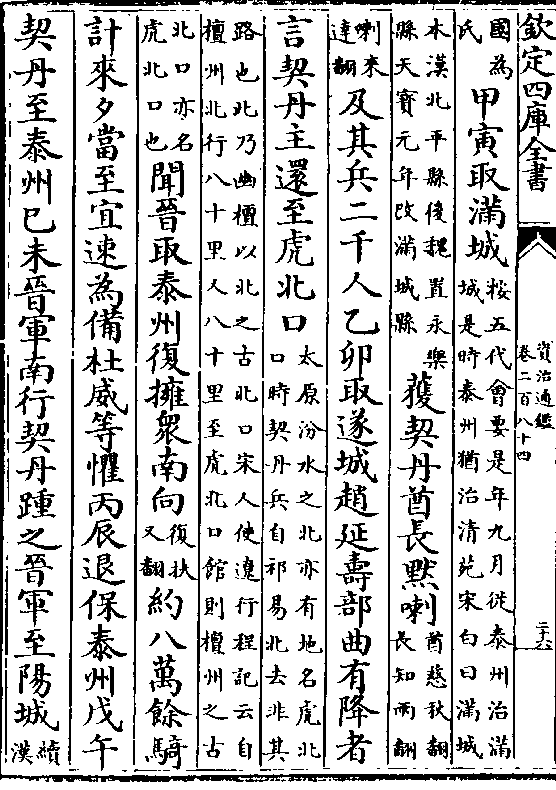 欽定四庫全書
資治通鑑
卷二百八十四
二十六
國為
氏
甲寅取滿城
按五代會要是年九月從泰州治滿
城是時泰州猶治清苑宋白曰滿城
本漢北平縣後魏置永樂
縣天寶元年改滿城縣
獲契丹酋長默喇
酋慈秋翻
長知兩翻
喇來
達翻
及其兵二千人乙卯取遂城趙延壽部曲有降者
言契丹主還至虎北口
太原汾水之北亦有地名虎北
口時契丹兵自祁易北去非其
路也此乃幽檀以北之古北口宋人使遼行程記云自
檀州北行八十里又八十里至虎北口館則檀州之古
北口亦名
虎北口也
聞晉取泰州復擁衆南向
復扶
又翻
約八萬餘騎
計來夕當至宜速為備杜威等懼丙辰退保泰州戊午
契丹至泰州已未晉軍南行契丹踵之晉軍至陽城
續
漢